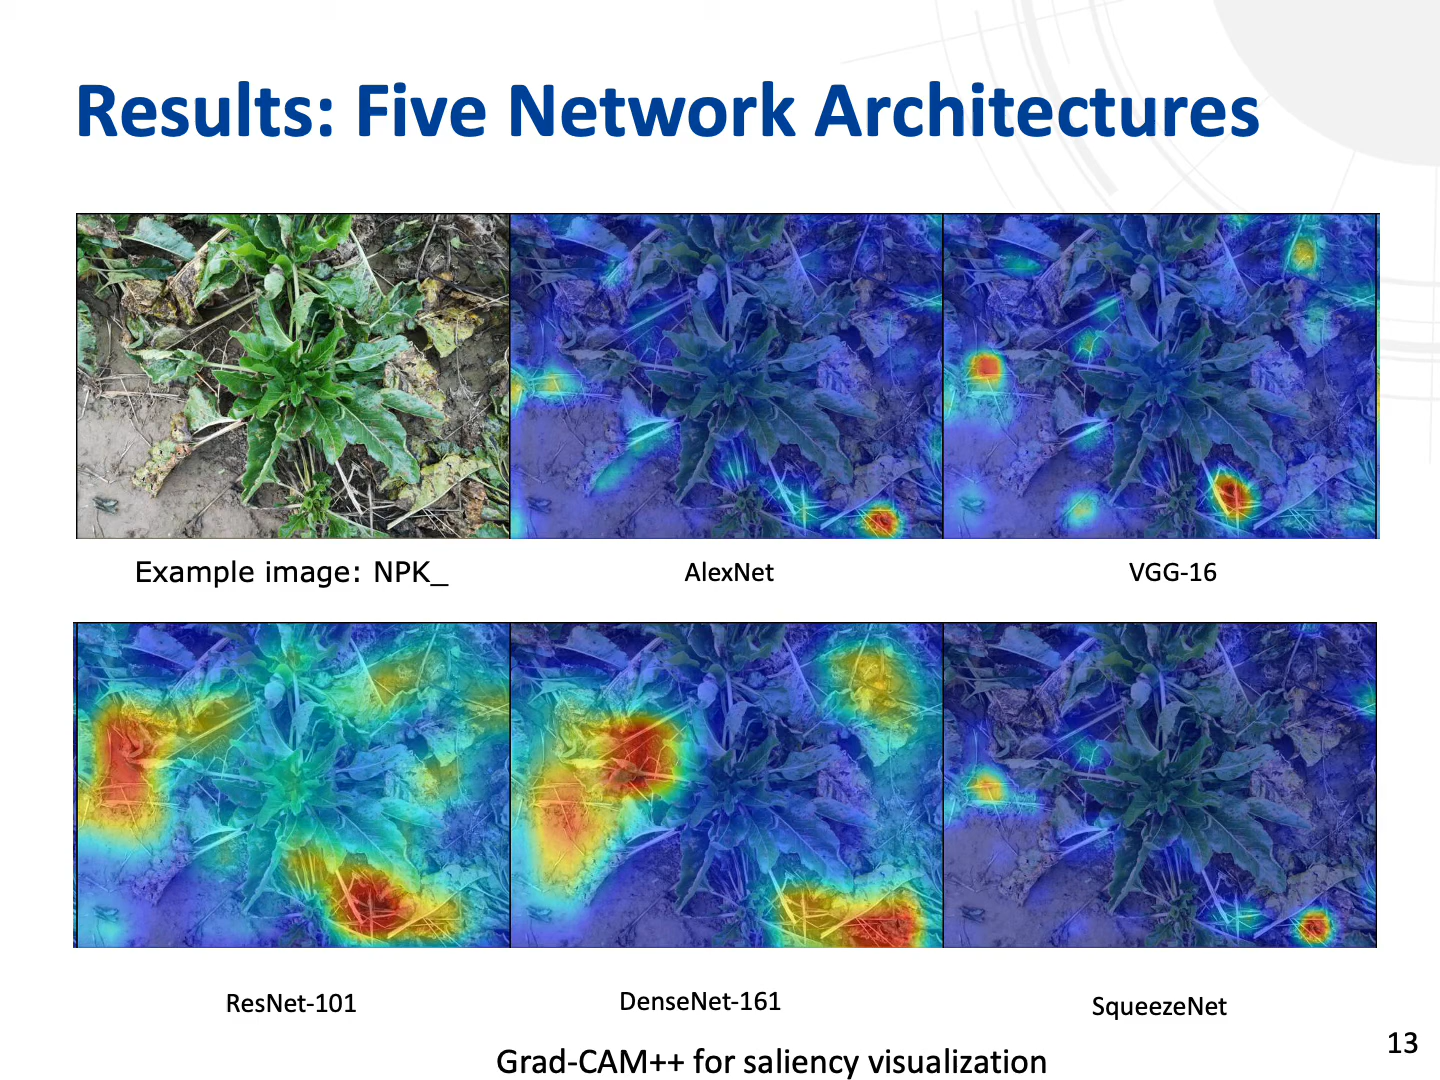 Results: Five Network Architectures
Example image: NPK_
AlexNet
VGG-16
ResNet-101
DenseNet-161
SqueezeNet
Grad-CAM++ for saliency visualization
13